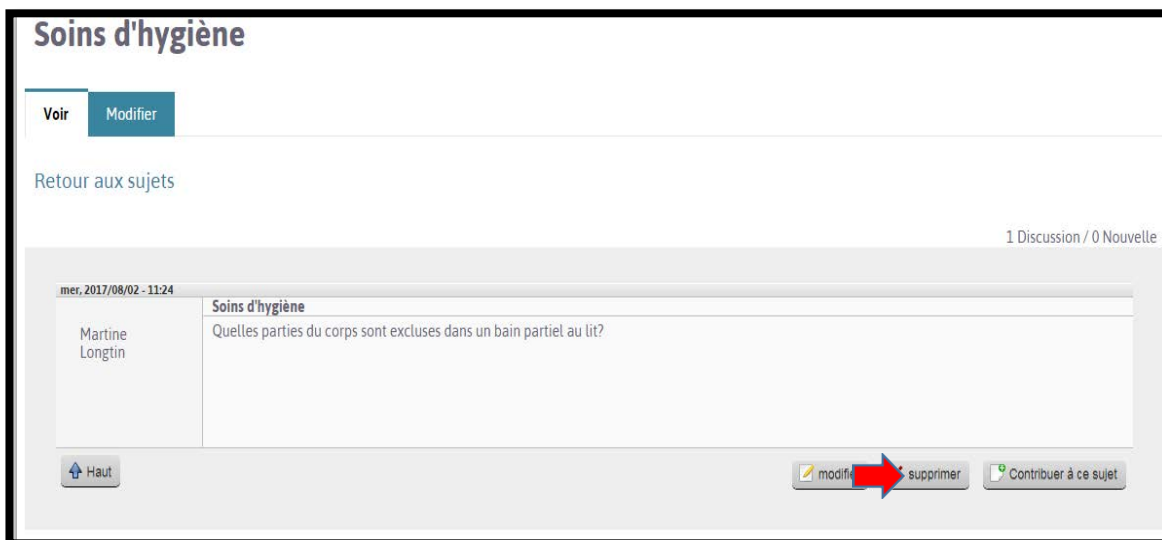 Soins d'hygiène
Voir
Modifier
Retour aux sujets
1 Discussion / 0 Nouvelle
mer, 2017/08/02 - 11:24
Soins d'hygiène
Martine
Longtin
Quelles parties du corps sont excluses dans un bain partiel au lit?
Haut
modifie
supprimer
Contribuer à ce sujet